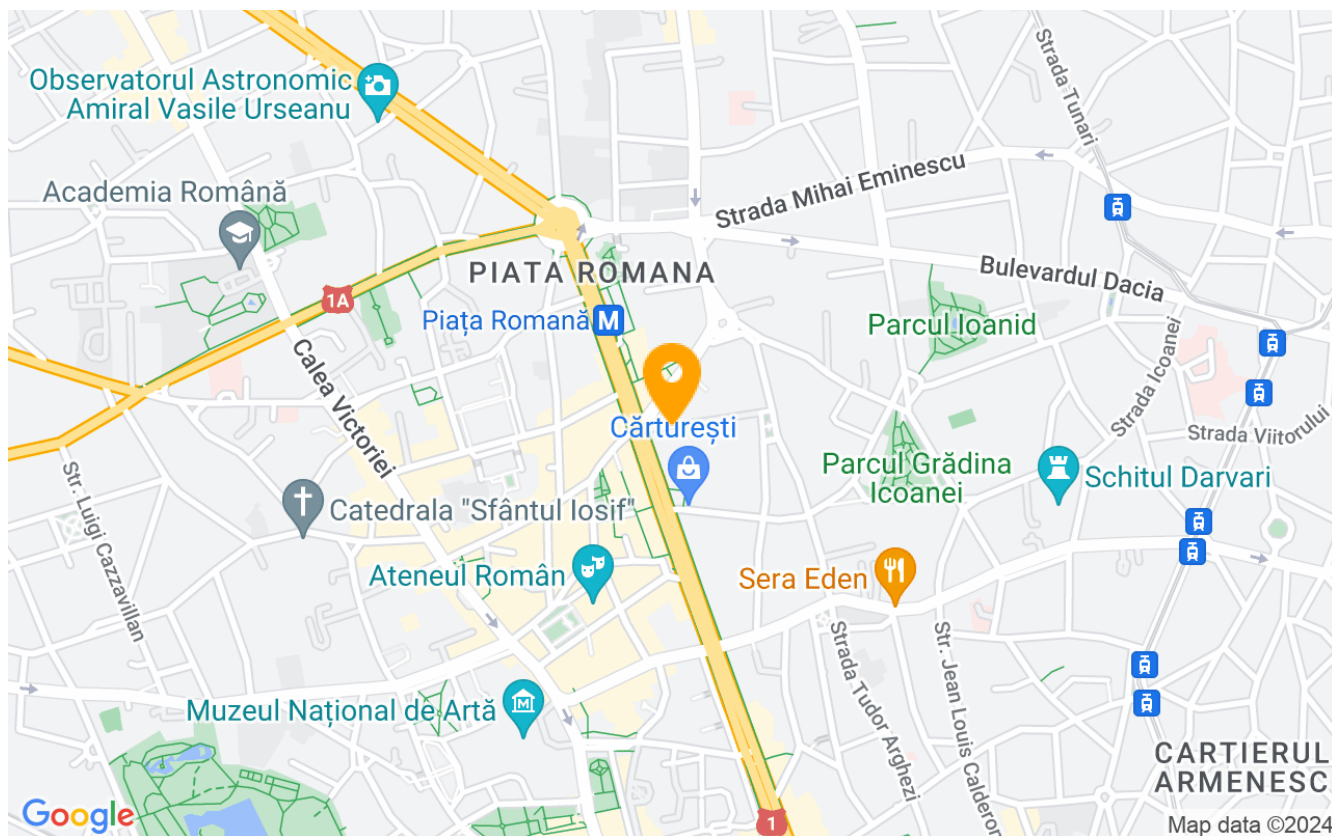 Observatorul Astronomic
Amiral Vasile Urseanu
Strada Tunari
Academia Română
Strada Mihai Eminescu
PIATA ROMANA
Bulevardul Dacia
1A
Piața Romană M
Parcul Ioanid
Calea Victoriei
Strada Icoanei
Cărturești
Strada Viitorului
Parcul Grădina
Icoanei
Schitul Darvari
Str. Luigi Cazzavillan
Catedrala "Sfântul Iosif"
Ateneul Român
Sera Eden
Strada Tudor Arghezi
Str. Jean Louis Calderon
Muzeul Național de Artă
M
CARTIERUL
ARMENESC
Google
1
Map data ©2024